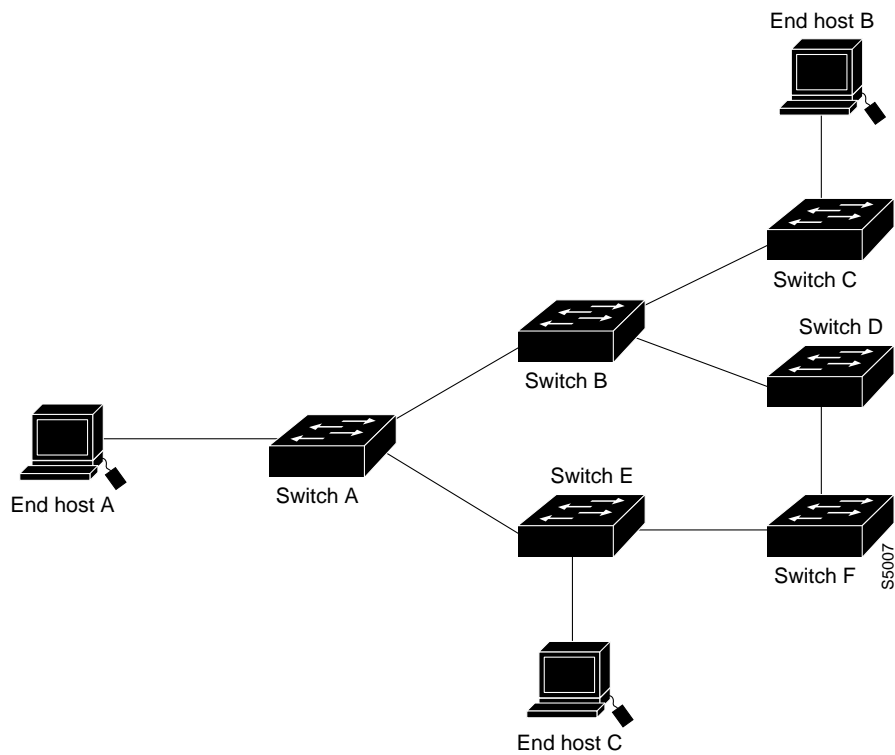 End host B
Switch C
Switch D
Switch B
End host A
Switch A
Switch E
Switch F
S5007
End host C